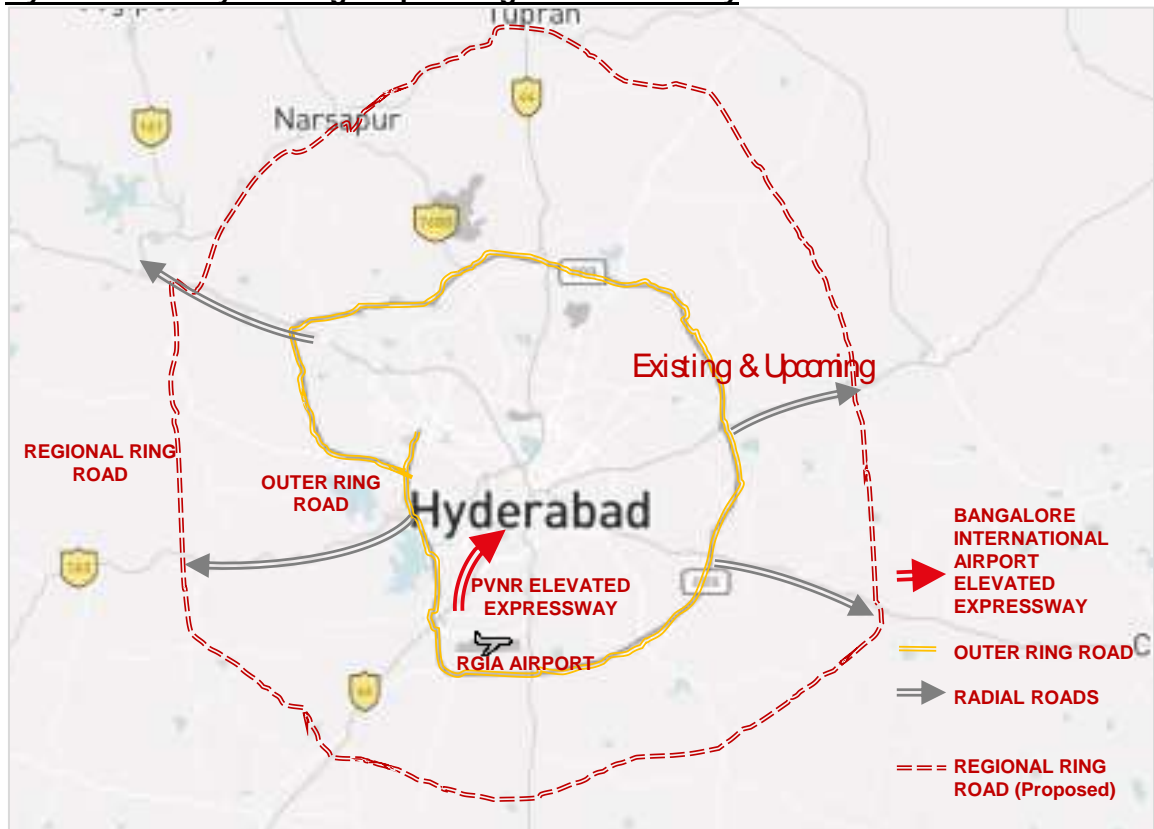 Tupran
Narsapur
Existing & Upcoming
REGIONAL RING
ROAD
OUTER RING
ROAD
Hyderabad
PVNR ELEVATED
EXPRESSWAY
RGIA AIRPORT
BANGALORE
INTERNATIONAL
AIRPORT
ELEVATED
EXPRESSWAY
OUTER RING ROAD
C
RADIAL ROADS
REGIONAL RING
ROAD (Proposed)